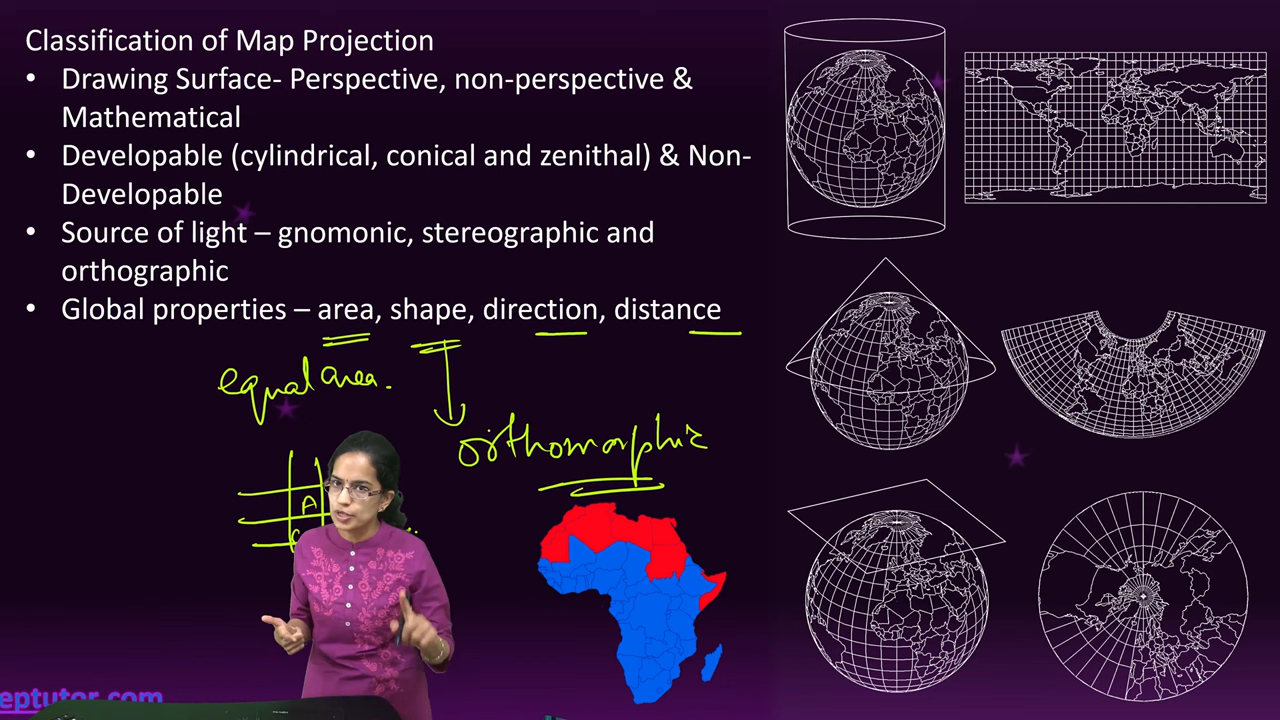 Classification of Map Projection
• Drawing Surface- Perspective, non-perspective &
Mathematical
• Developable (cylindrical, conical and zenithal) & Non-
Developable
• Source of light – gnomonic, stereographic and
orthographic
• Global properties – area, shape, direction, distance
equal area.
orthomorphic
A
eptutor.com